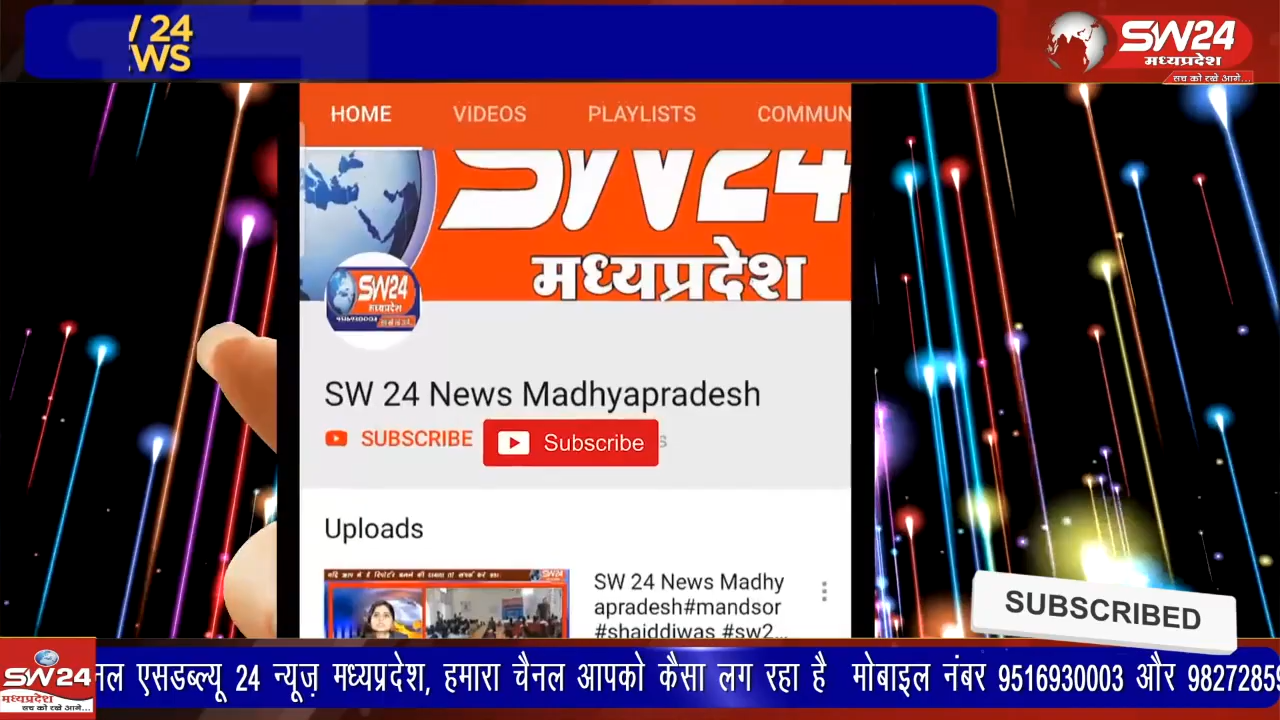 24
SW24
मध्यप्रदेश
सच को रखे आगे...
HOME VIDEOS PLAYLISTS COMMUN
SW24
मध्यप्रदेश
SW24
मध्यप्रदेश
9516930003
SW 24 News Madhyapradesh
SUBSCRIBE
Subscribe
Uploads
SW 24 News Madhy
apradesh#mandsor
#shaiddiwas #sw2...
SUBSCRIBED
SW24
मध्यप्रदेश
सच को रखे आगे...
एसडब्ल्यू 24 न्यूज़ मध्यप्रदेश, हमारा चैनल आपको कैसा लग रहा है मोबाइल नंबर 9516930003 और 98272859